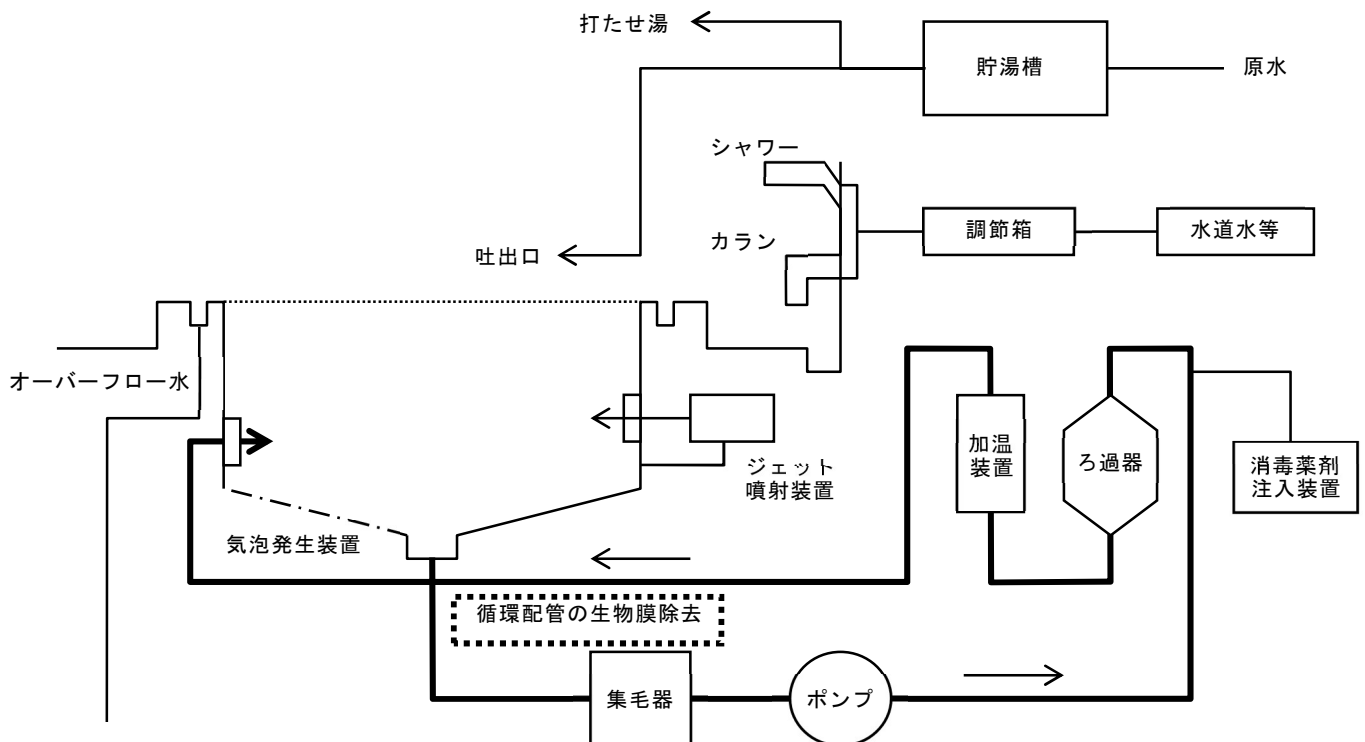 打たせ湯
貯湯槽
原水
シャワー
カラン
調節箱
水道水等
吐出口
オーバーフロー水
加温
装置
ろ過器
消毒薬剤
注入装置
ジェット
噴射装置
気泡発生装置
循環配管の生物膜除去
集毛器
ポンプ